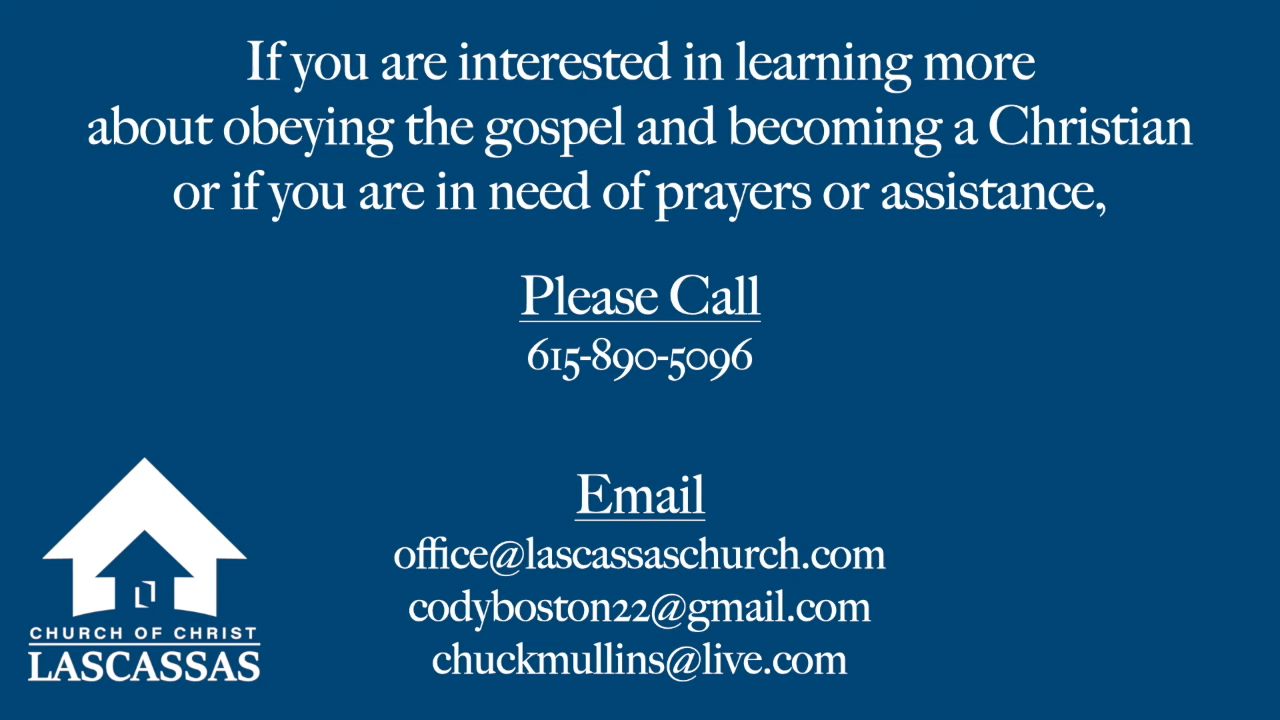 If you are interested in learning more
about obeying the gospel and becoming a Christian
or if you are in need of prayers or assistance,
Please Call
615-890-5096
Email
office@lascassaschurch.com
codyboston22@gmail.com
chuckmullins@live.com
CHURCH OF CHRIST
LASCASSAS